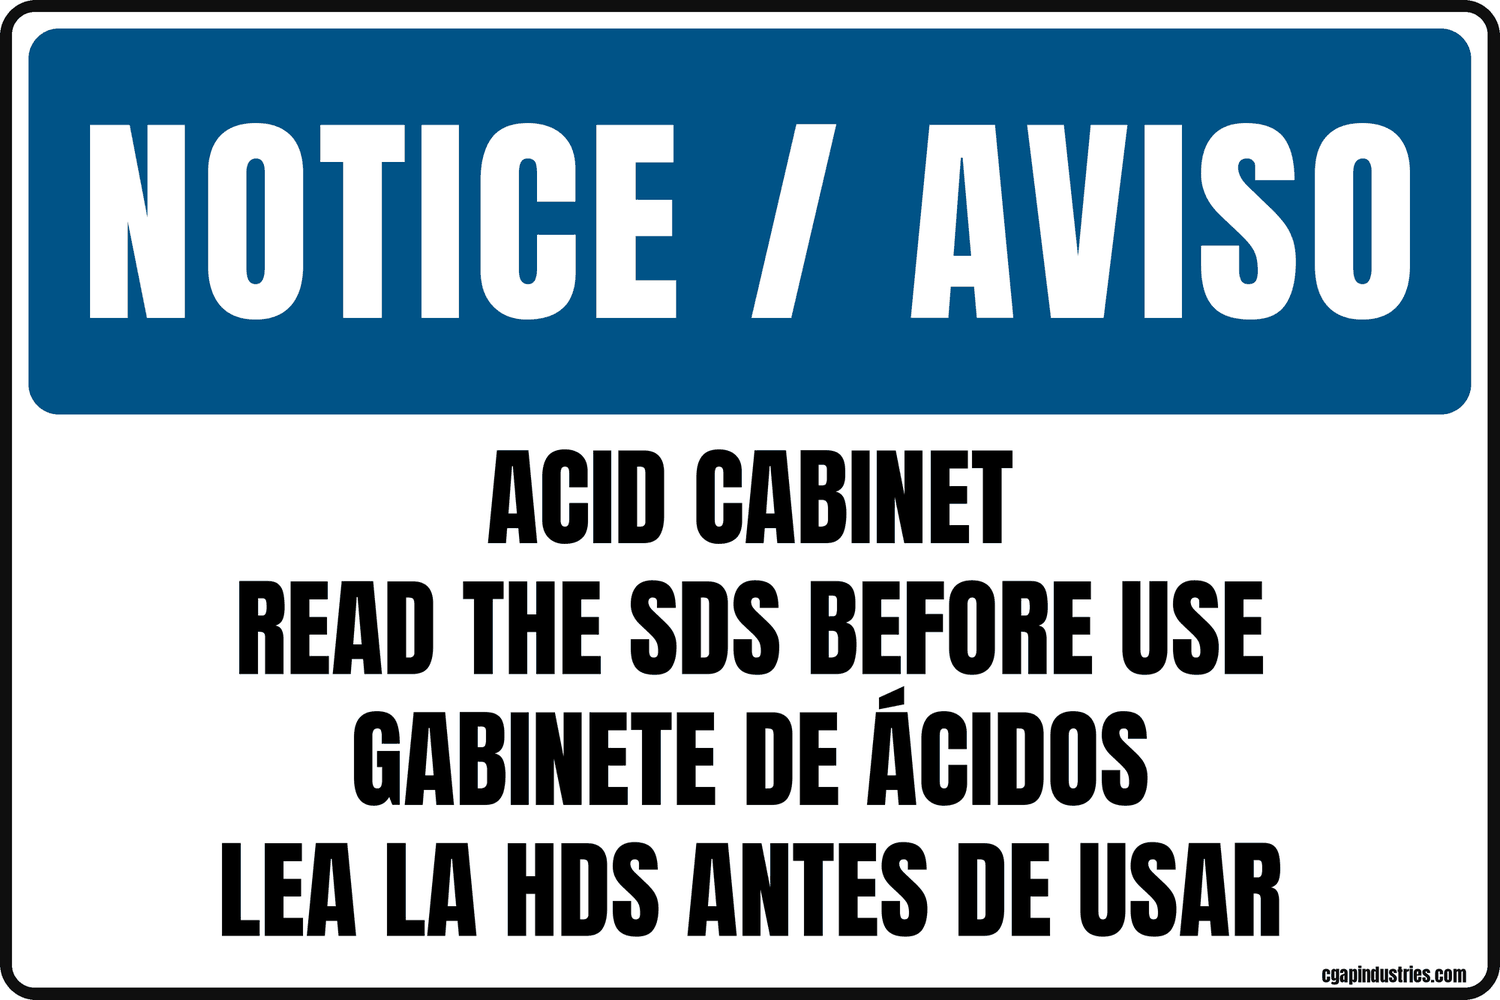 NOTICE / AVISO
ACID CABINET
READ THE SDS BEFORE USE
GABINETE DE ÁCIDOS
LEA LA HDS ANTES DE USAR
cgapindustries.com